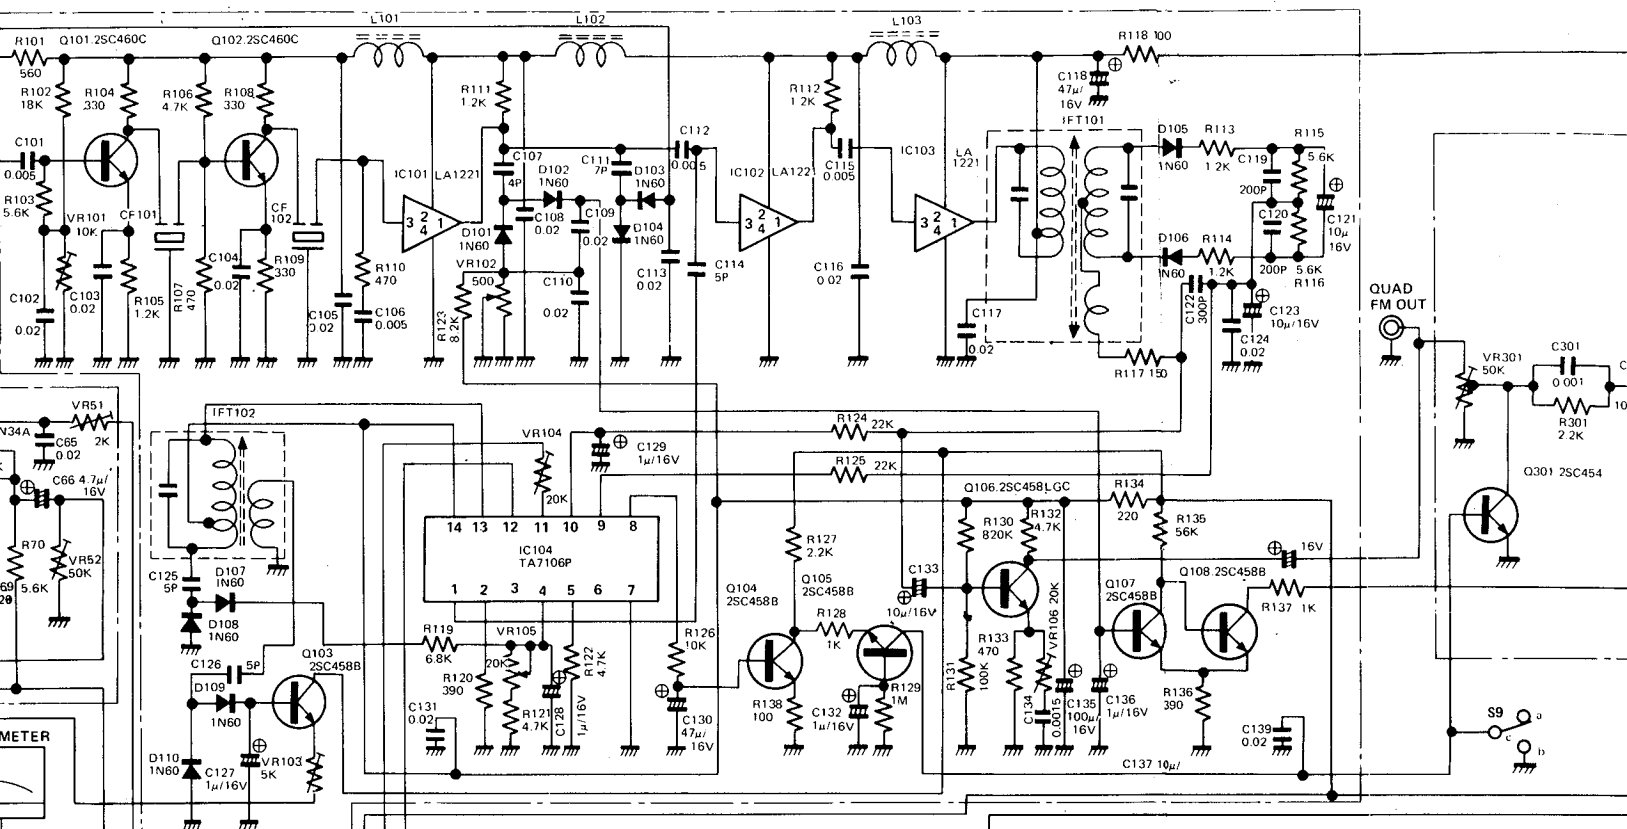 L101
L102
L103
R101
560
Q101.2SC460C
Q102.2SC460C
R118 100
R102
18K
R104
330
R106
4.7K
R108
330
R111
1.2K
R112
1.2K
C118
47μ/
16V
IFT101
C101
0.005
R103
5.6K
VR101
10K
CF101
CF
102
IC101 LA1221
3 2 4 1
C107
4P
D102
1N60
C111
7P
D103
1N60
C112
0.005
IC102 LA1221
3 2 4 1
C115
0.005
IC103
LA
1221
3 2 4 1
D105
1N60
R113
1.2K
C119
200P
R115
5.6K
C120
200P
C121
10μ
16V
D106
N60
R114
1.2K
5.6K
R116
D101
1N60
C108
0.02
C109
0.02
D104
1N60
VR102
500
C110
0.02
C113
0.02
C114
5P
C116
0.02
C117
0.02
C102
0.02
C103
0.02
R105
1.2K
R107
470
C104
0.02
R109
330
C105
0.02
R110
470
C106
0.005
R123
8.2K
C122
300P
C123
10μ/16V
C124
0.02
R117 150
QUAD
FM OUT
VR301
50K
C301
0.001
R301
2.2K
C
10
Q301 2SC454
VR51
2K
N34A
C65
0.02
C66 4.7μ/
16V
R70
5.6K
VR52
50K
IFT102
VR104
20K
C129
1μ/16V
R124 22K
R125 22K
Q106.2SC458LGC
R134
220
R130
820K
R132
4.7K
R135
56K
16V
14 13 12 11 10 9 8
IC104
TA7106P
1 2 3 4 5 6 7
C125
5P
D107
1N60
D108
1N60
R127
2.2K
Q104
2SC458B
Q105
2SC458B
C133
10μ/16V
Q107
2SC458B
Q108.2SC458B
R137 1K
R128
1K
R126
10K
R119
6.8K
VR105
20K
R122
4.7K
R120
390
R121
4.7K
C128
1μ/16V
C126 5P
D109
1N60
Q103
2SC458B
C131
0.02
C130
47μ/
16V
R138
100
C132
1μ/16V
R129
1M
R131
100K
R133
470
VR106 20K
C134
0.0015
C135
100μ/
16V
C136
1μ/16V
R136
390
C139
0.02
C137 10μ/
METER
D110
1N60
C127
1μ/16V
VR103
5K
S9
a
c
b